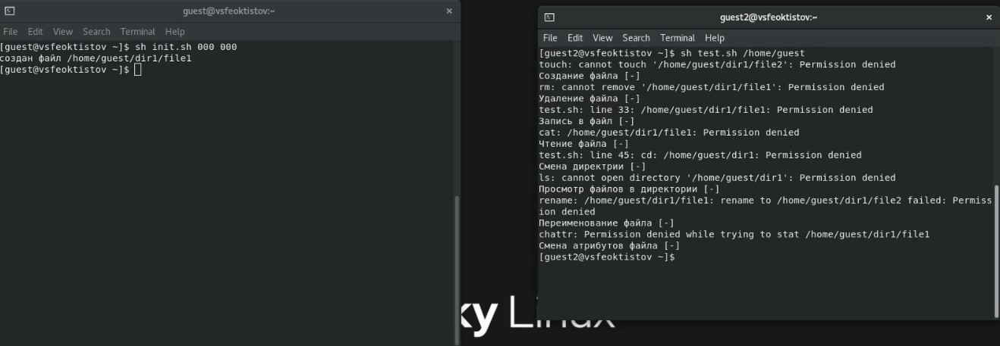 guest@vsfeoktistov:~
File Edit View Search Terminal Help
[guest@vsfeoktistov ~]$ sh init.sh 000 000
создан файл /home/guest/dir1/file1
[guest@vsfeoktistov ~]$
guest2@vsfeoktistov:~
File Edit View Search Terminal Help
[guest2@vsfeoktistov ~]$ sh test.sh /home/guest
touch: cannot touch '/home/guest/dir1/file2': Permission denied
Создание файла [-]
rm: cannot remove '/home/guest/dir1/file1': Permission denied
Удаление файла [-]
test.sh: line 33: /home/guest/dir1/file1: Permission denied
Запись в файл [-]
cat: /home/guest/dir1/file1: Permission denied
Чтение файла [-]
test.sh: line 45: cd: /home/guest/dir1: Permission denied
Смена директрии [-]
ls: cannot open directory '/home/guest/dir1': Permission denied
Просмотр файлов в директории [-]
rename: /home/guest/dir1/file1: rename to /home/guest/dir1/file2 failed: Permiss
ion denied
Переименование файла [-]
chattr: Permission denied while trying to stat /home/guest/dir1/file1
Смена атрибутов файла [-]
[guest2@vsfeoktistov ~]$
ky Linux